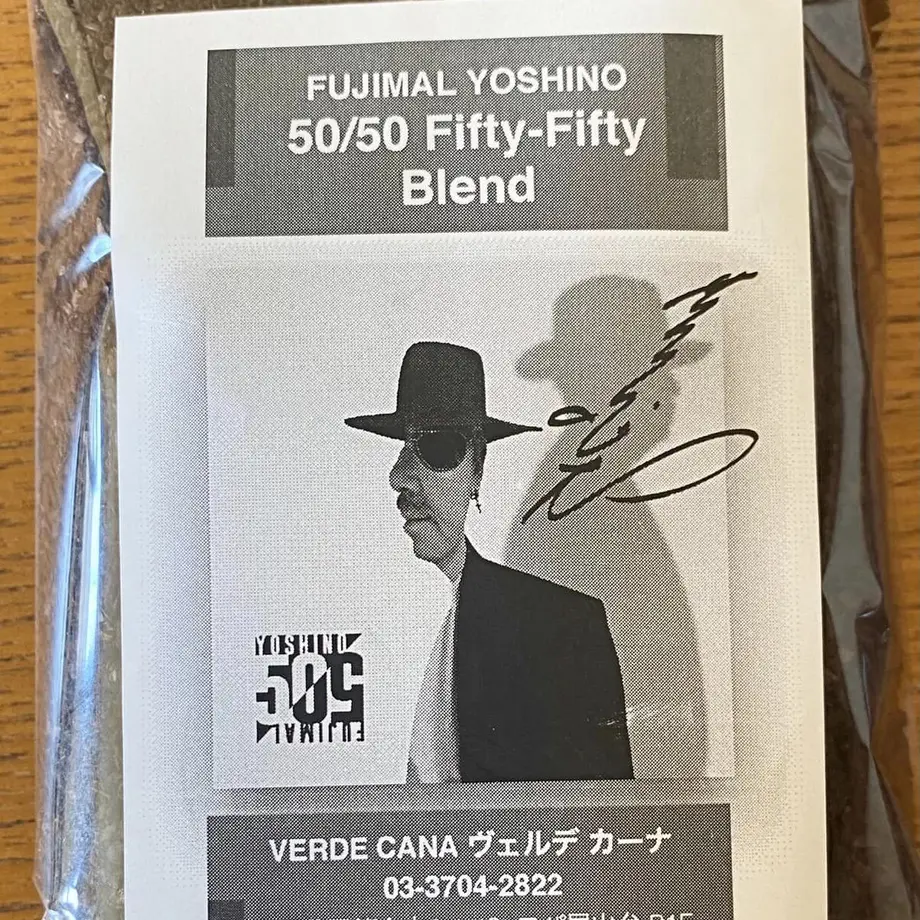 FUJIMAL YOSHINO
50/50 Fifty-Fifty
Blend
YOSHINO
505
FUJIMAL
VERDE CANA ヴェルデ カーナ
03-3704-2822